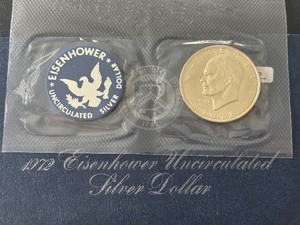 EISENHOWER
UNCIRCULATED SILVER DOLLAR
1972 Eisenhower Uncirculated
Silver Dollar